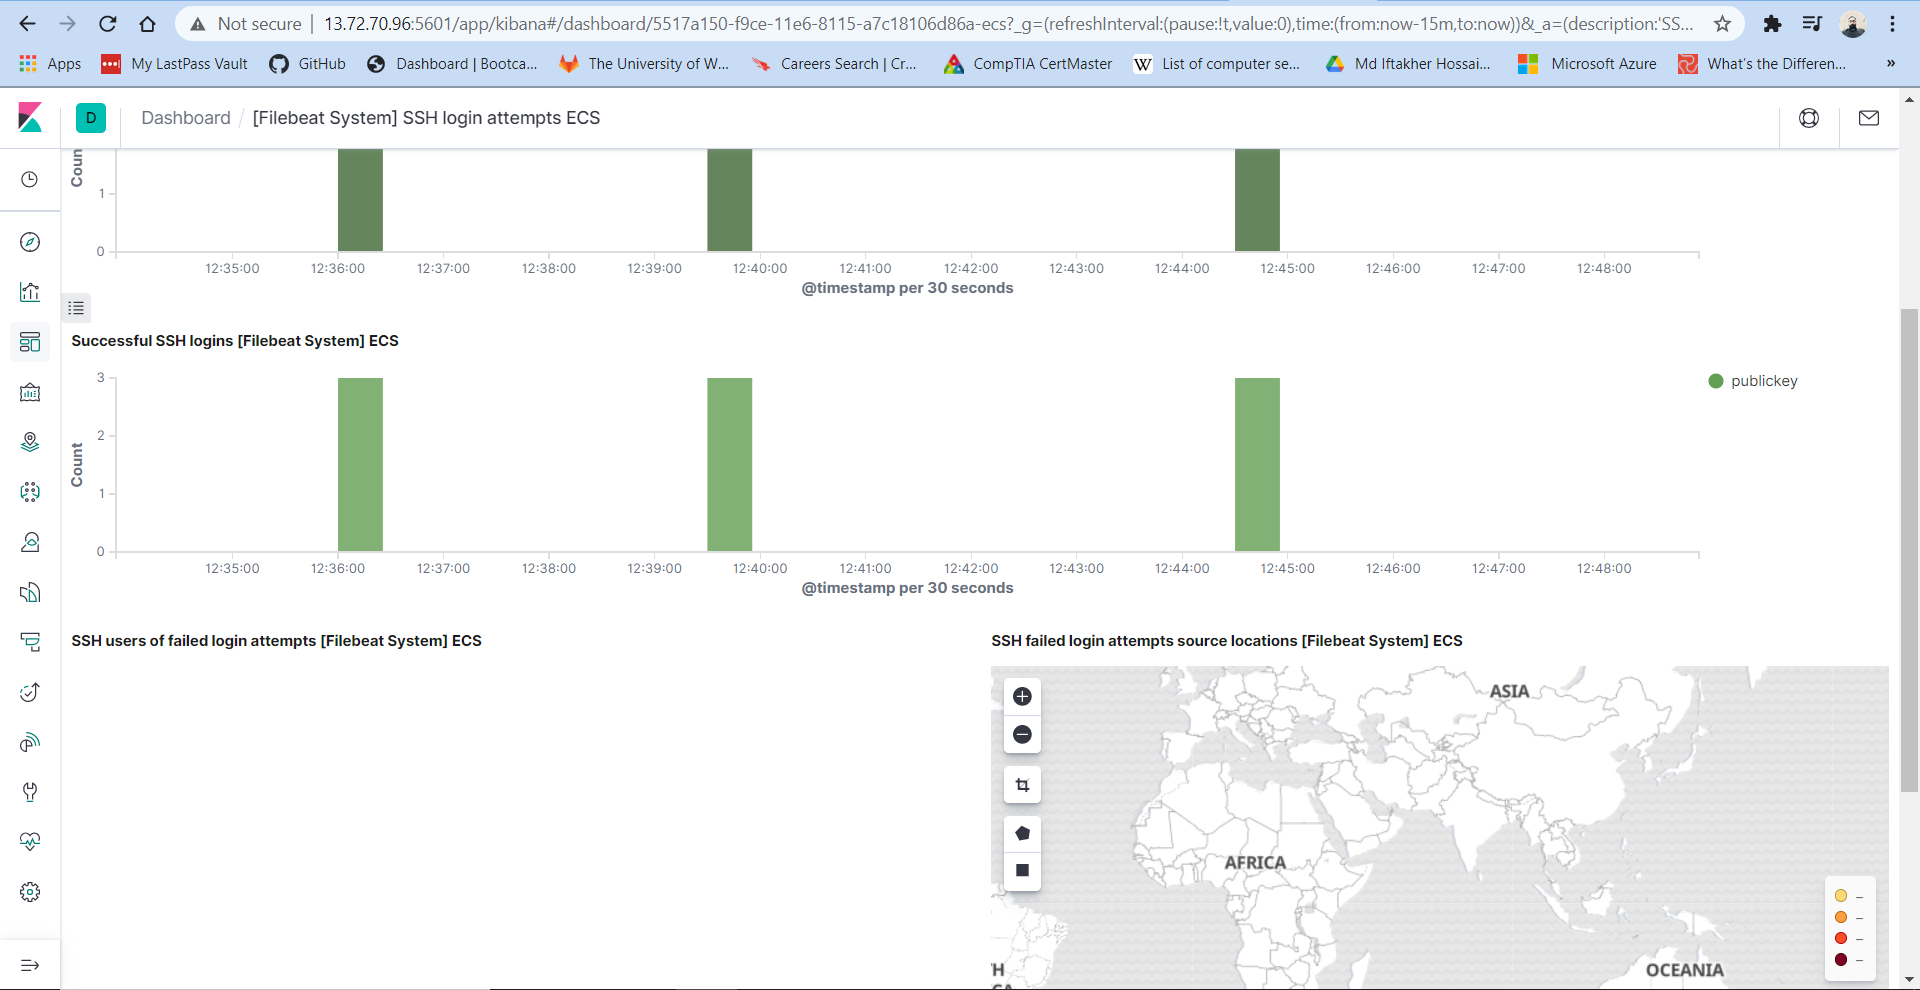 Not secure | 13.72.70.96:5601/app/kibana#/dashboard/5517a150-f9ce-11e6-8115-a7c18106d86a-ecs?_g=(refreshInterval:(pause:!t,value:0),time:(from:now-15m,to:now))&_a=(description:'SS...
Apps My LastPass Vault GitHub Dashboard | Bootca... The University of W... Careers Search | Cr... CompTIA CertMaster W List of computer se... Md Iftakher Hossai... Microsoft Azure What's the Differen... »
D Dashboard / [Filebeat System] SSH login attempts ECS
Coun
1
0
12:35:00 12:36:00 12:37:00 12:38:00 12:39:00 12:40:00 12:41:00 12:42:00 12:43:00 12:44:00 12:45:00 12:46:00 12:47:00 12:48:00
@timestamp per 30 seconds
Successful SSH logins [Filebeat System] ECS
3
publickey
2
Count
1
0
12:35:00 12:36:00 12:37:00 12:38:00 12:39:00 12:40:00 12:41:00 12:42:00 12:43:00 12:44:00 12:45:00 12:46:00 12:47:00 12:48:00
@timestamp per 30 seconds
SSH users of failed login attempts [Filebeat System] ECS
SSH failed login attempts source locations [Filebeat System] ECS
ASIA
AFRICA
–
–
–
–
OCEANIA